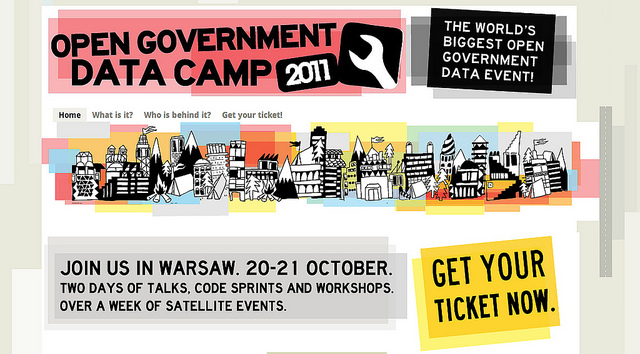 OPEN GOVERNMENT
DATA CAMP 2011
THE WORLD'S
BIGGEST OPEN
GOVERNMENT
DATA EVENT!
Home What is it? Who is behind it? Get your ticket!
JOIN US IN WARSAW. 20-21 OCTOBER.
TWO DAYS OF TALKS, CODE SPRINTS AND WORKSHOPS.
OVER A WEEK OF SATELLITE EVENTS.
GET YOUR
TICKET NOW.